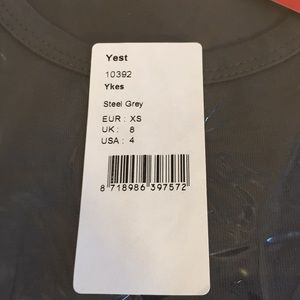 Yest
10392
Ykes
Steel Grey
EUR : XS
UK : 8
USA : 4
8 718986 397572